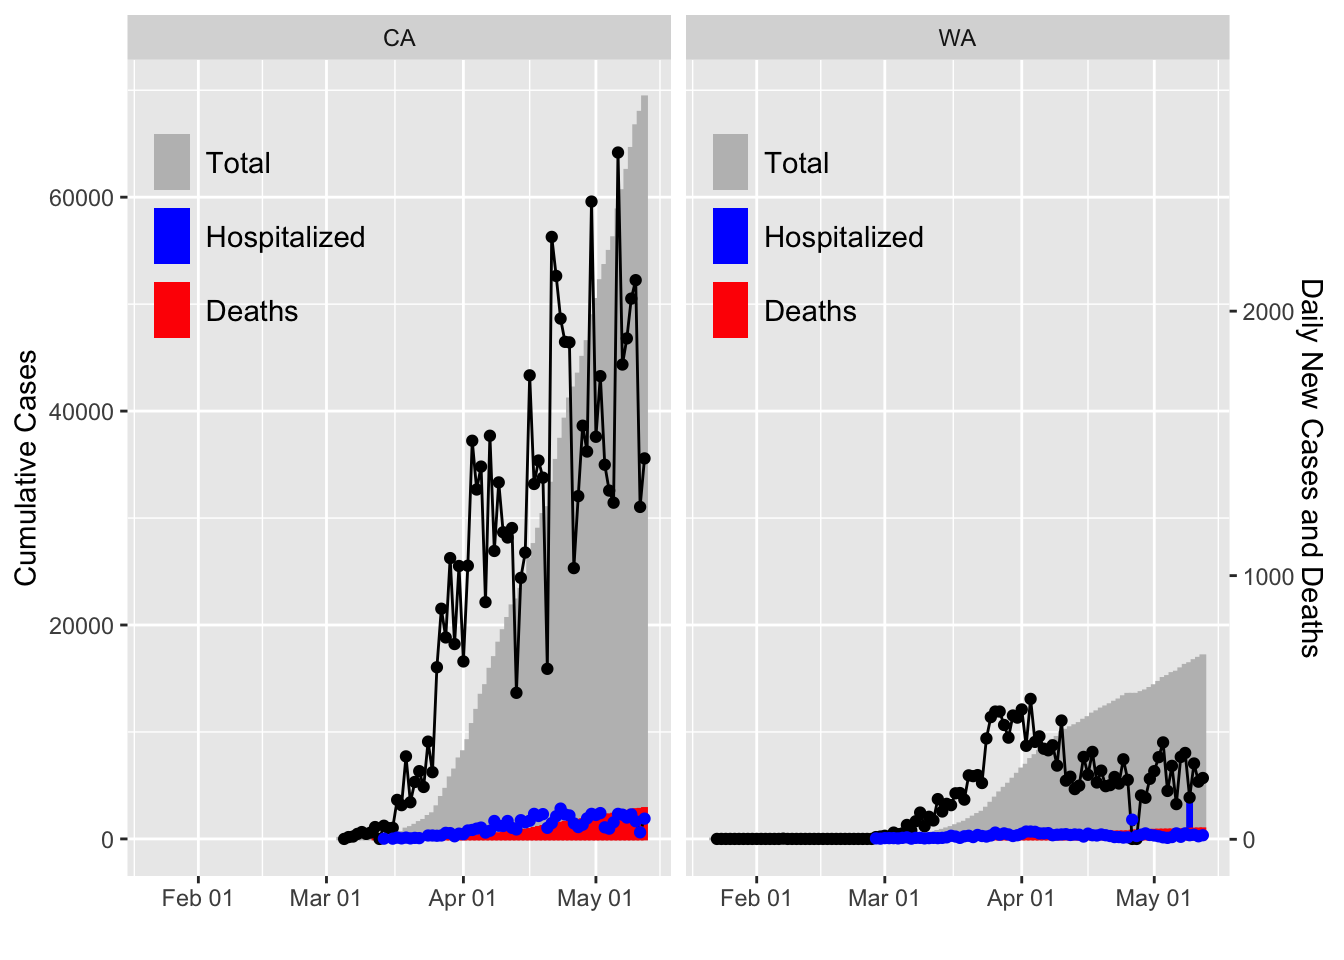 CA
WA
Total
Hospitalized
Deaths
Total
Hospitalized
Deaths
Cumulative Cases
60000
40000
20000
0
2000
1000
0
Daily New Cases and Deaths
Feb 01
Mar 01
Apr 01
May 01
Feb 01
Mar 01
Apr 01
May 01